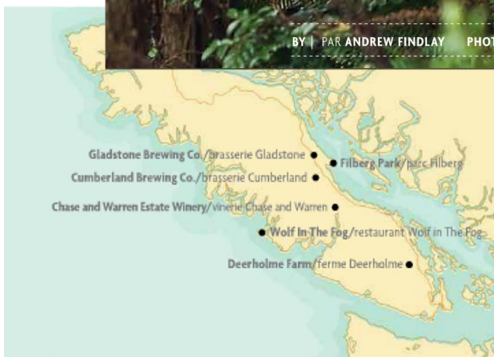 BY | PAR ANDREW FINDLAY PHOT
Gladstone Brewing Co./brasserie Gladstone
Filberg Park/parc Filberg
Cumberland Brewing Co./brasserie Cumberland
Chase and Warren Estate Winery/vinerie Chase and Warren
Wolf In The Fog/restaurant Wolf in The Fog
Deerholme Farm/ferme Deerholme